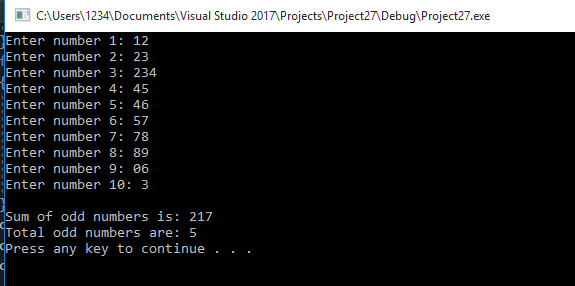 C:\Users\1234\Documents\Visual Studio 2017\Projects\Project27\Debug\Project27.exe
Enter number 1: 12
Enter number 2: 23
Enter number 3: 234
Enter number 4: 45
Enter number 5: 46
Enter number 6: 57
Enter number 7: 78
Enter number 8: 89
Enter number 9: 06
Enter number 10: 3
Sum of odd numbers is: 217
Total odd numbers are: 5
Press any key to continue . . .